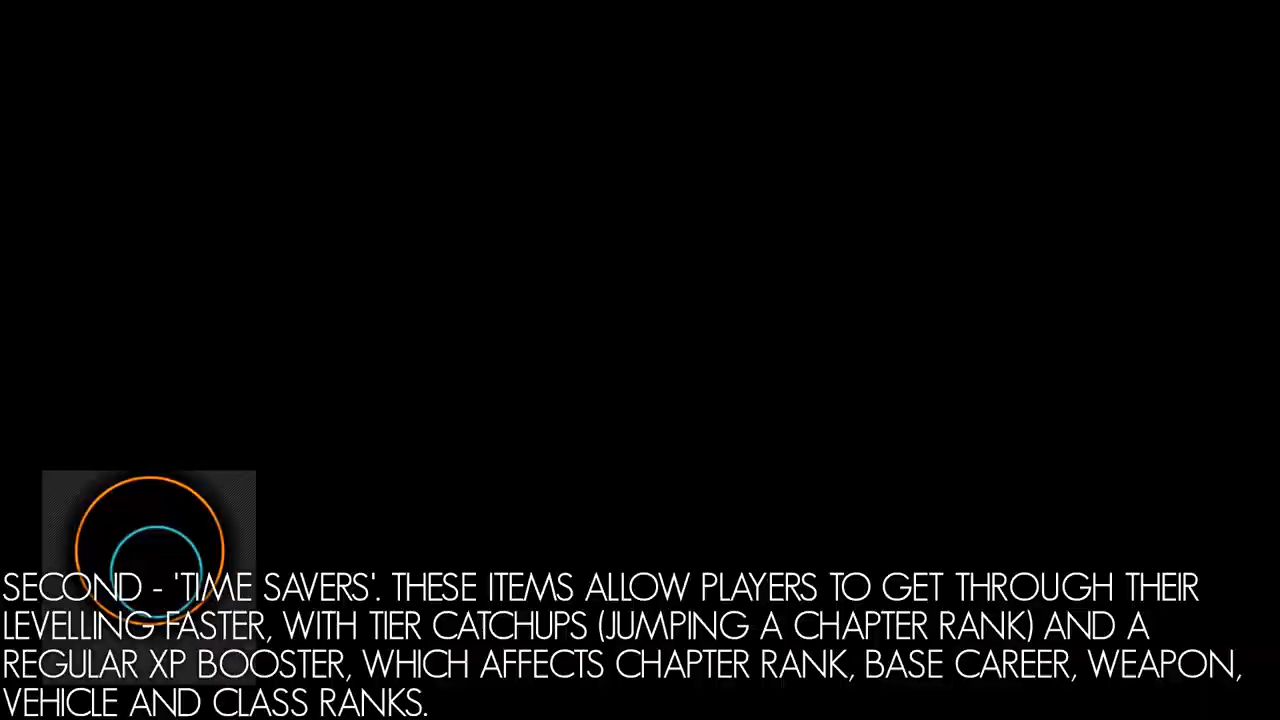 SECOND - 'TIME SAVERS'. THESE ITEMS ALLOW PLAYERS TO GET THROUGH THEIR
LEVELLING FASTER, WITH TIER CATCHUPS (JUMPING A CHAPTER RANK) AND A
REGULAR XP BOOSTER, WHICH AFFECTS CHAPTER RANK, BASE CAREER, WEAPON,
VEHICLE AND CLASS RANKS.